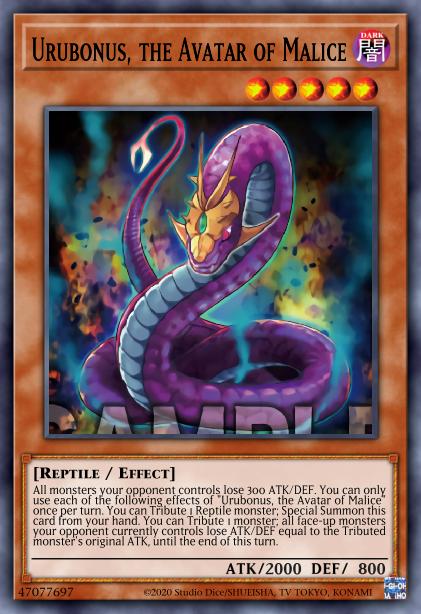 URUBONUS, THE AVATAR OF MALICE
DARK
闇
SAMPLE
[REPTILE / EFFECT]
All monsters your opponent controls lose 300 ATK/DEF. You can only
use each of the following effects of "Urubonus, the Avatar of Malice"
once per turn. You can Tribute 1 Reptile monster; Special Summon this
card from your hand. You can Tribute 1 monster; all face-up monsters
your opponent currently controls lose ATK/DEF equal to the Tributed
monster's original ATK, until the end of this turn.
ATK/2000 DEF/ 800
47077697
©2020 Studio Dice/SHUEISHA, TV TOKYO, KONAMI